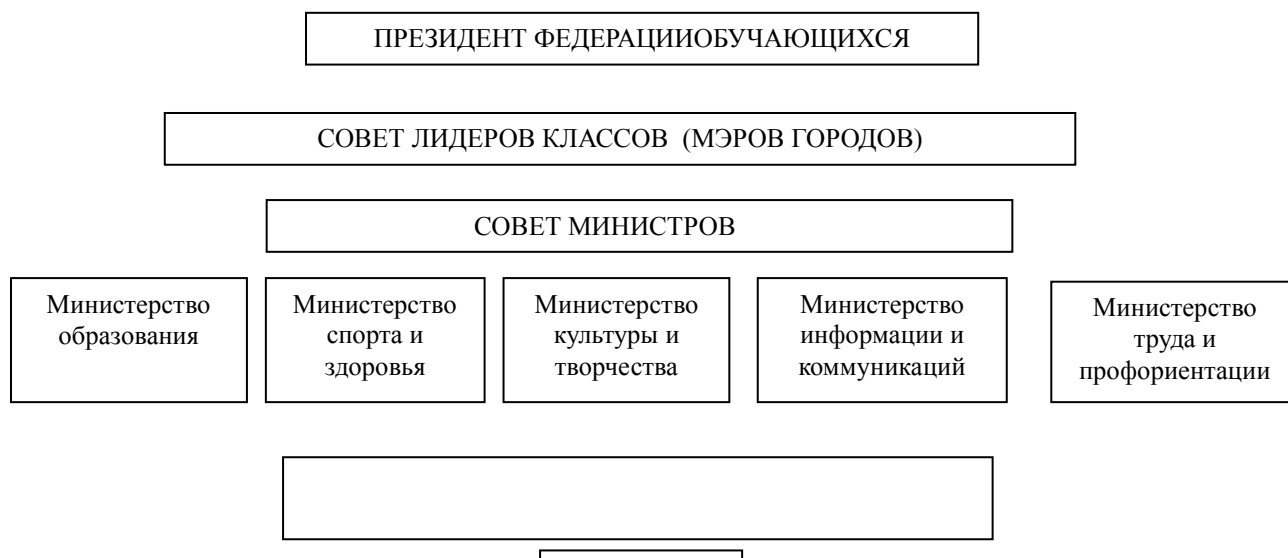 ПРЕЗИДЕНТ ФЕДЕРАЦИИОБУЧАЮЩИХСЯ
СОВЕТ ЛИДЕРОВ КЛАССОВ (МЭРОВ ГОРОДОВ)
СОВЕТ МИНИСТРОВ
Министерство
образования
Министерство
спорта и
здоровья
Министерство
культуры и
творчества
Министерство
информации и
коммуникаций
Министерство
труда и
профориентации